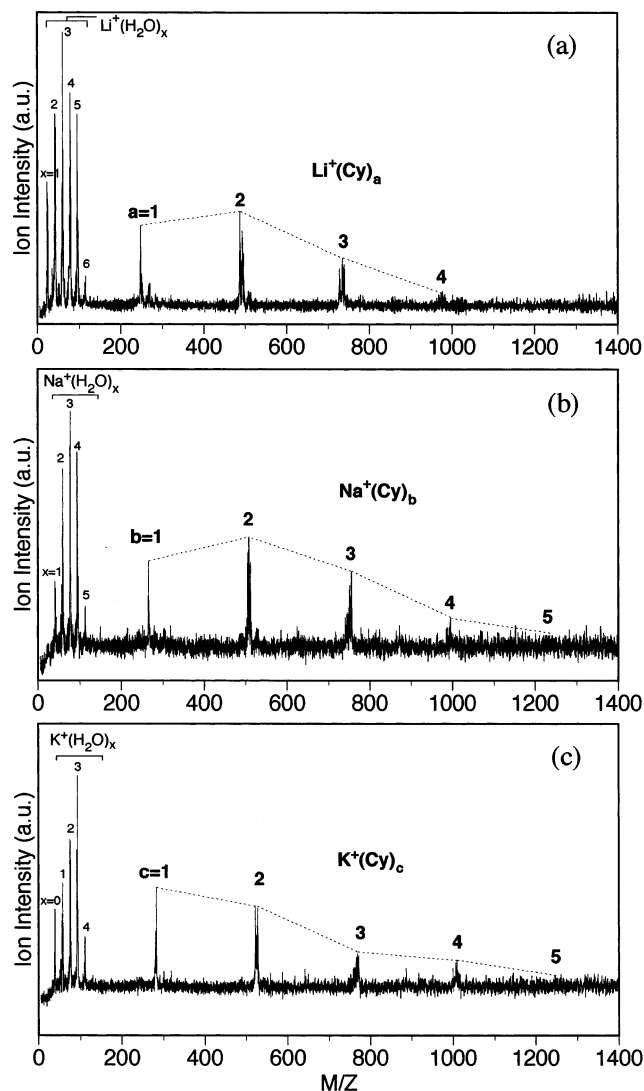 Li⁺(H₂O)ₓ
3
(a)
4
2
5
x=1
Li⁺(Cy)ₐ
2
a=1
3
6
4
Ion Intensity (a.u.)
0 200 400 600 800 1000 1200 1400
Na⁺(H₂O)ₓ
3
(b)
4
2
Na⁺(Cy)_b
2
b=1
3
x=1
5
4
5
Ion Intensity (a.u.)
0 200 400 600 800 1000 1200 1400
K⁺(H₂O)ₓ
3
(c)
2
K⁺(Cy)_c
c=1
2
1
x=0
3
4
4
5
Ion Intensity (a.u.)
0 200 400 600 800 1000 1200 1400
M/Z